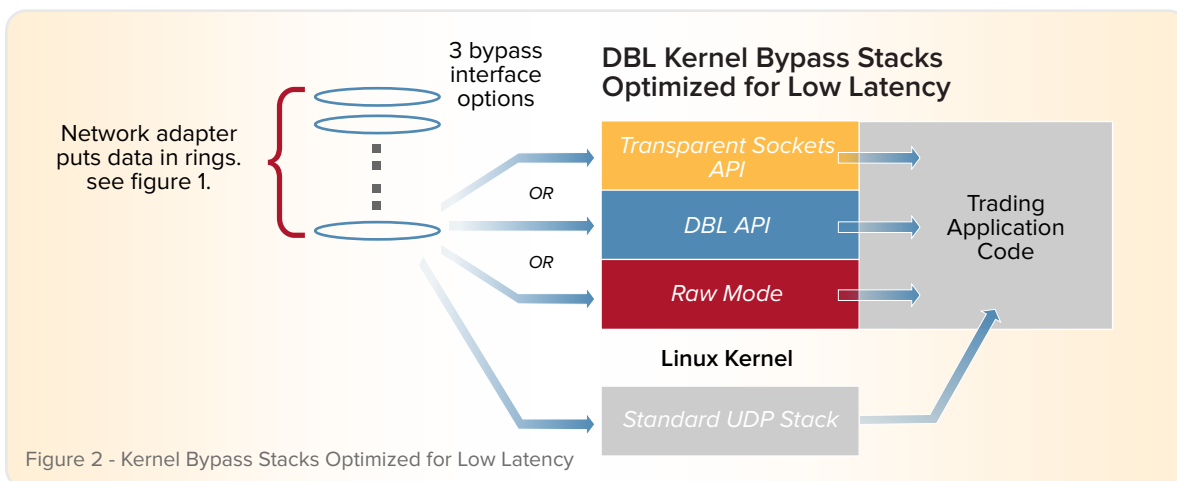 3 bypass
interface
options
DBL Kernel Bypass Stacks
Optimized for Low Latency
Network adapter
puts data in rings.
see figure 1.
Transparent Sockets
API
OR
DBL API
OR
Raw Mode
Trading
Application
Code
Linux Kernel
Standard UDP Stack
Figure 2 - Kernel Bypass Stacks Optimized for Low Latency